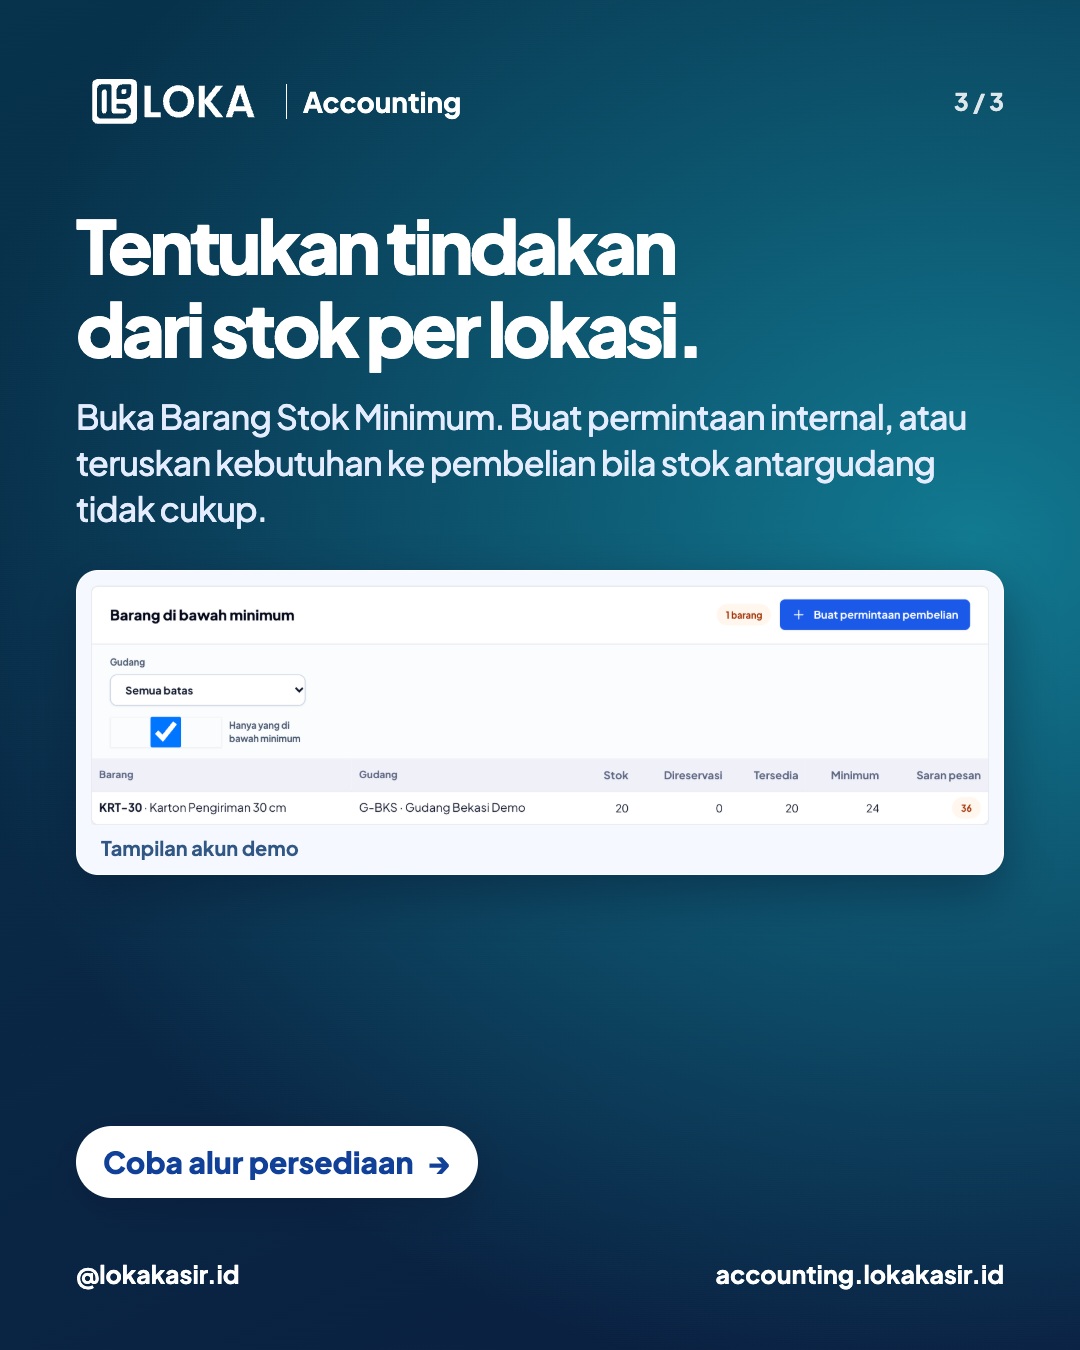 LOKA | Accounting
3 / 3
Tentukan tindakan
dari stok per lokasi.
Buka Barang Stok Minimum. Buat permintaan internal, atau
teruskan kebutuhan ke pembelian bila stok antargudang
tidak cukup.
Barang di bawah minimum
1 barang
+ Buat permintaan pembelian
Gudang
Semua batas
Hanya yang di
bawah minimum
Barang Gudang Stok Direservasi Tersedia Minimum Saran pesan
KRT-30 · Karton Pengiriman 30 cm G-BKS · Gudang Bekasi Demo 20 0 20 24 36
Tampilan akun demo
Coba alur persediaan →
@lokakasir.id
accounting.lokakasir.id